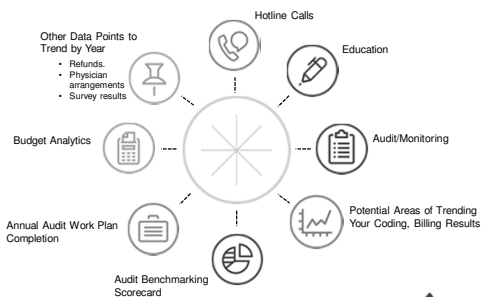 Hotline Calls
Education
Audit/Monitoring
Potential Areas of Trending
Your Coding, Billing Results
Audit Benchmarking
Scorecard
Annual Audit Work Plan
Completion
Budget Analytics
Other Data Points to
Trend by Year
• Refunds.
• Physician
arrangements
• Survey results